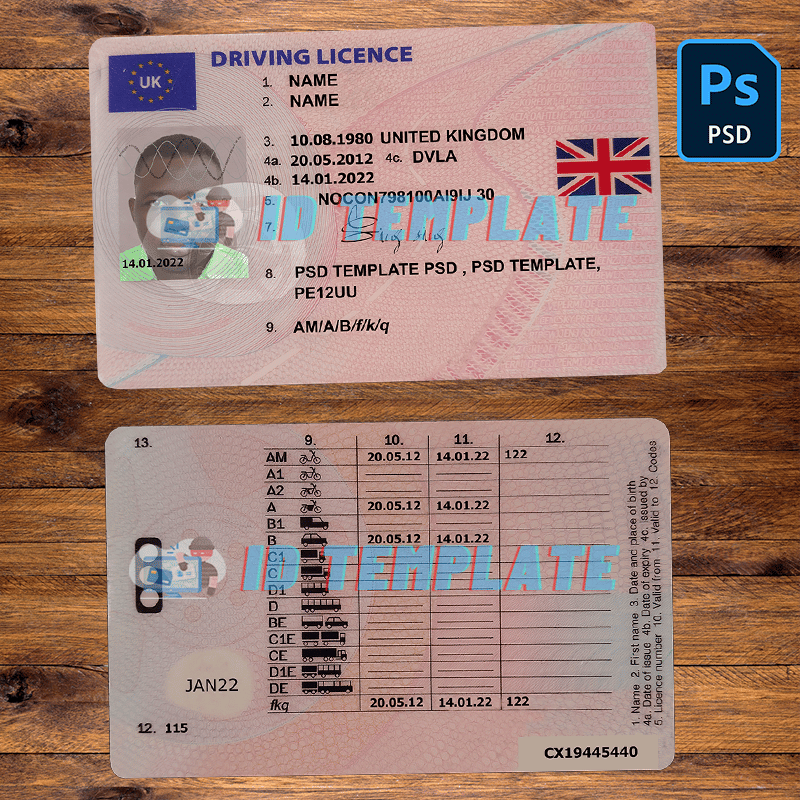 DRIVING LICENCE
UK
1. NAME
2. NAME
3. 10.08.1980 UNITED KINGDOM
4a. 20.05.2012 4c. DVLA
4b. 14.01.2022
5. NOCON798100AI9IJ 30
7.
14.01.2022
8. PSD TEMPLATE PSD , PSD TEMPLATE,
PE12UU
9. AM/A/B/f/k/q
ID TEMPLATE
Ps
PSD
13.
9. 10. 11. 12.
AM 20.05.12 14.01.22 122
A1
A2
A 20.05.12 14.01.22
B1
B 20.05.12 14.01.22
C1
C
D1
D
BE
C1E
CE
D1E
DE
fkq 20.05.12 14.01.22 122
ID TEMPLATE
JAN22
12. 115
CX19445440
1. Name 2. First name 3. Date and place of birth
4a. Date of issue 4b. Date of expiry 4c. Issued by
5. Licence number 10. Valid from 11. Valid to 12. Codes